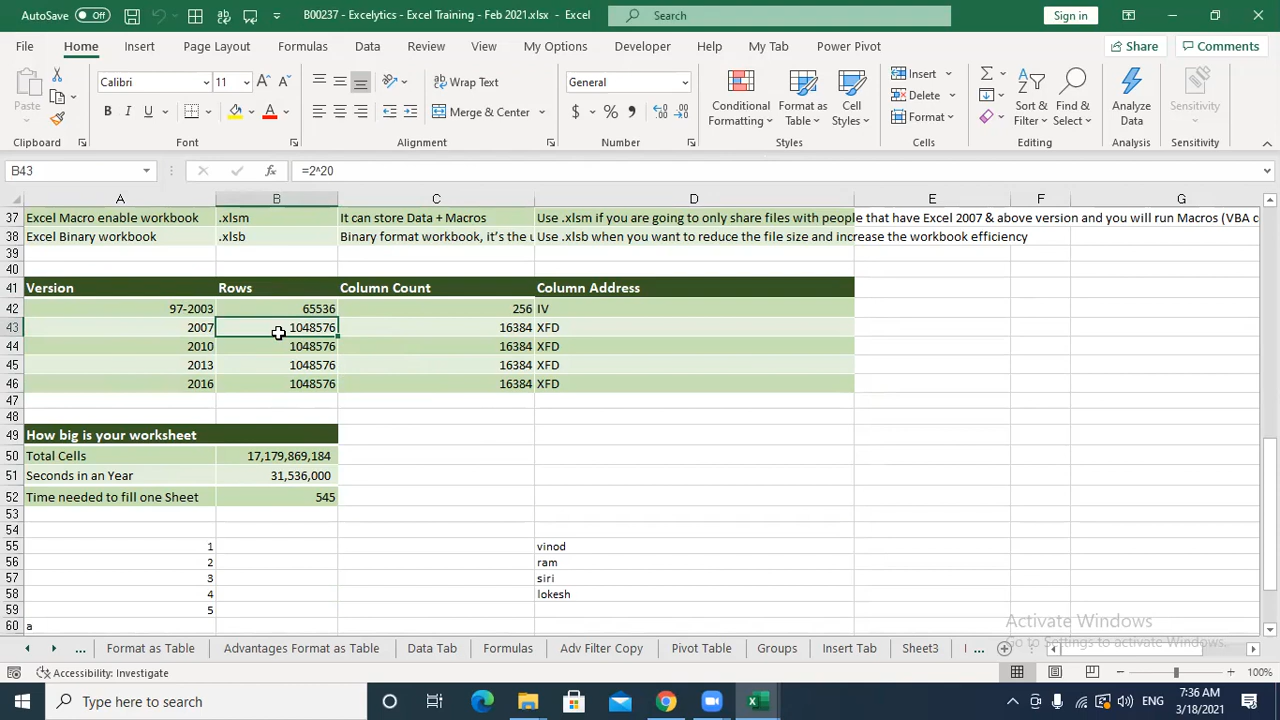 AutoSave Off B00237 - Excelytics - Excel Training - Feb 2021.xlsx - Excel Search Sign in
File Home Insert Page Layout Formulas Data Review View My Options Developer Help My Tab Power Pivot Share Comments
Paste Calibri 11 Wrap Text General Conditional Formatting Format as Table Cell Styles Insert Sort & Filter Find & Select Analyze Data Sensitivity
B I U A Merge & Center $ % Delete Format
Clipboard Font Alignment Number Styles Cells Editing Analysis Sensitivity
B43 fx =2^20
A B C D E F G
37 Excel Macro enable workbook .xlsm It can store Data + Macros Use .xlsm if you are going to only share files with people that have Excel 2007 & above version and you will run Macros (VBA c
38 Excel Binary workbook .xlsb Binary format workbook, it's the u Use .xlsb when you want to reduce the file size and increase the workbook efficiency
39
40
41 Version Rows Column Count Column Address
42 97-2003 65536 256 IV
43 2007 1048576 16384 XFD
44 2010 1048576 16384 XFD
45 2013 1048576 16384 XFD
46 2016 1048576 16384 XFD
47
48
49 How big is your worksheet
50 Total Cells 17,179,869,184
51 Seconds in an Year 31,536,000
52 Time needed to fill one Sheet 545
53
54
55 1 vinod
56 2 ram
57 3 siri
58 4 lokesh
59 5
60 a
Activate Windows
Go to Settings to activate Windows.
... Format as Table Advantages Format as Table Date Formulas Adv Filter Copy Pivot Table Groups Insert Tab Sheet3 ...
Accessibility: Investigate 100%
Type here to search ENG 7:36 AM
3/18/2021